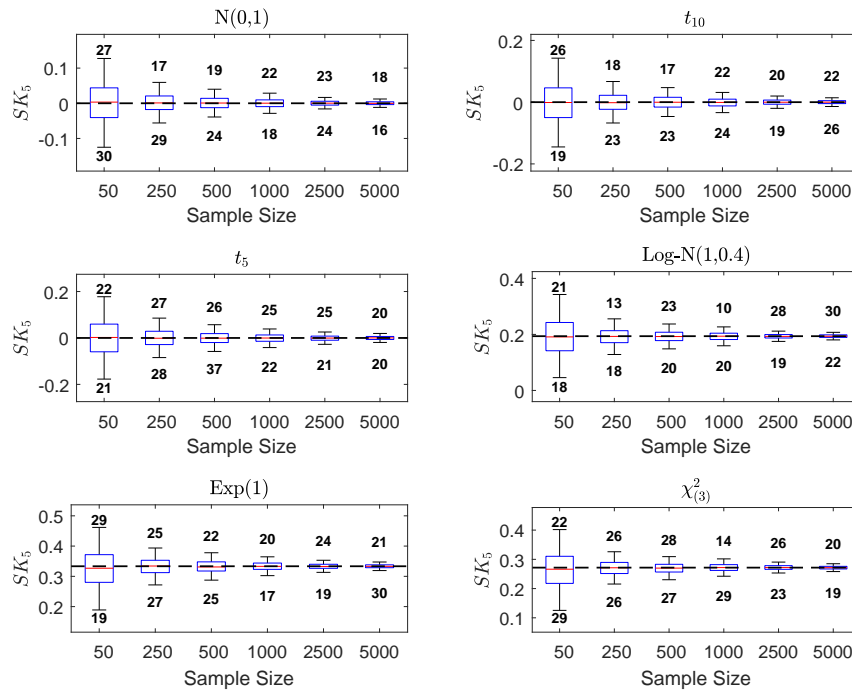 N(0,1)
27 17 19 22 23 18
0.1
0
-0.1
SK5
30 29 24 18 24 16
50 250 500 1000 2500 5000
Sample Size
t10
0.2
26 18 17 22 20 22
0
-0.2
SK5
19 23 23 24 19 26
50 250 500 1000 2500 5000
Sample Size
t5
22 27 26 25 25 20
0.2
0
-0.2
SK5
21 28 37 22 21 20
50 250 500 1000 2500 5000
Sample Size
Log-N(1,0.4)
0.4
21 13 23 10 28 30
0.2
0
SK5
18 18 20 20 19 22
50 250 500 1000 2500 5000
Sample Size
Exp(1)
0.5
29 25 22 20 24 21
0.4
0.3
0.2
SK5
19 27 25 17 19 30
50 250 500 1000 2500 5000
Sample Size
χ²(3)
22 26 28 14 26 20
0.4
0.3
0.2
0.1
SK5
29 26 27 29 23 19
50 250 500 1000 2500 5000
Sample Size